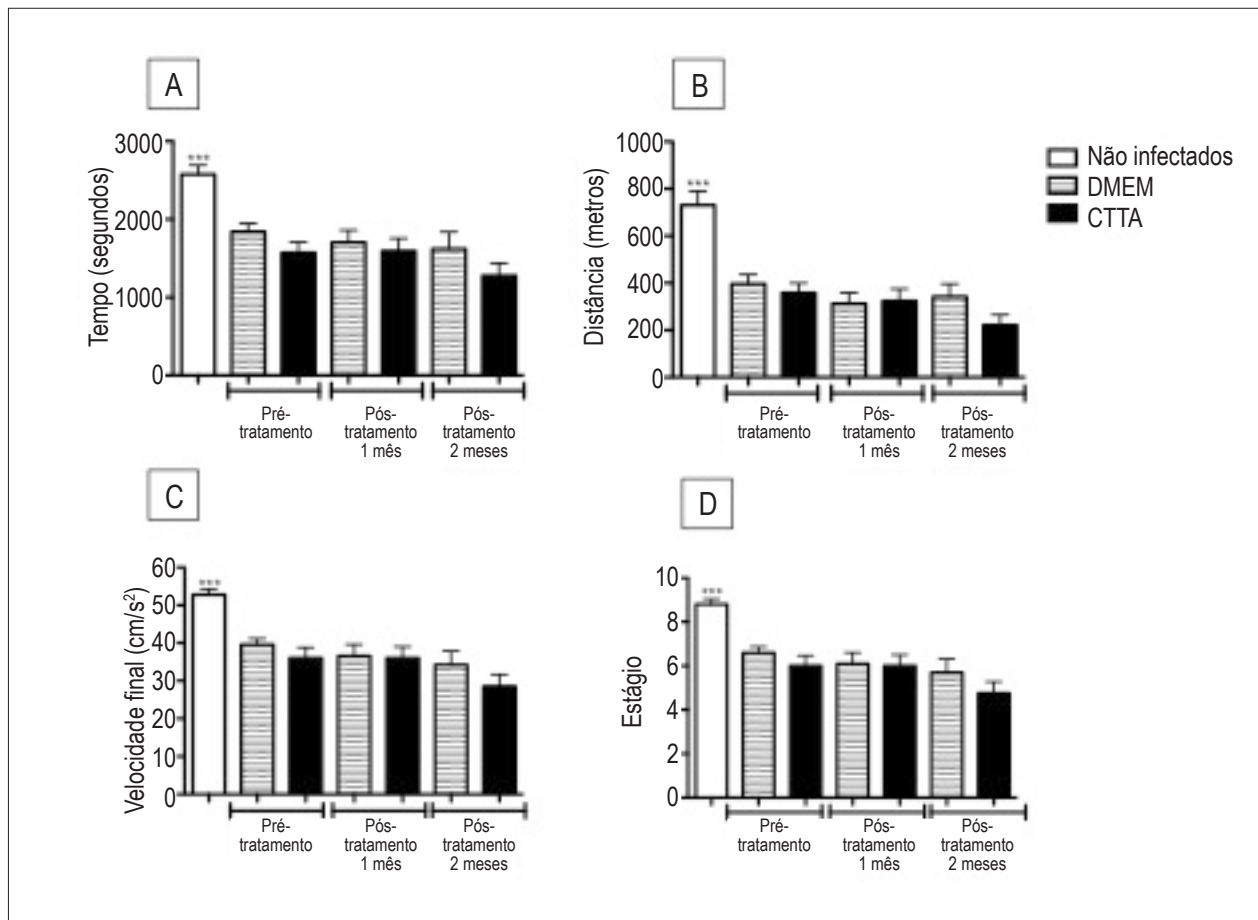 A
Tempo (segundos)
3000
2000
1000
0
***
Pré-
tratamento
Pós-
tratamento
1 mês
Pós-
tratamento
2 meses
B
Distância (metros)
1000
800
600
400
200
0
***
Pré-
tratamento
Pós-
tratamento
1 mês
Pós-
tratamento
2 meses
Não infectados
DMEM
CTTA
C
Velocidade final (cm/s²)
60
50
40
30
20
10
0
***
Pré-
tratamento
Pós-
tratamento
1 mês
Pós-
tratamento
2 meses
D
Estágio
10
8
6
4
2
0
***
Pré-
tratamento
Pós-
tratamento
1 mês
Pós-
tratamento
2 meses